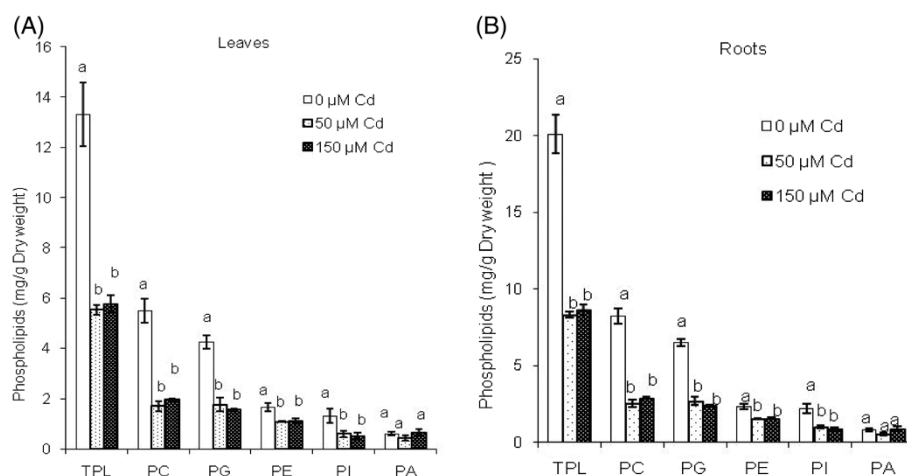 (A)
Leaves
Phospholipids (mg/g Dry weight)
16
14
12
10
8
6
4
2
0
0 µM Cd
50 µM Cd
150 µM Cd
a
b b
a
b b
a
b b
a
b b
a
b b
a a a
TPL PC PG PE PI PA
(B)
Roots
Phospholipids (mg/g Dry weight )
25
20
15
10
5
0
0 µM Cd
50 µM Cd
150 µM Cd
a
b b
a
b b
a
b b
a
b b
a
b b
a a a
TPL PC PG PE PI PA